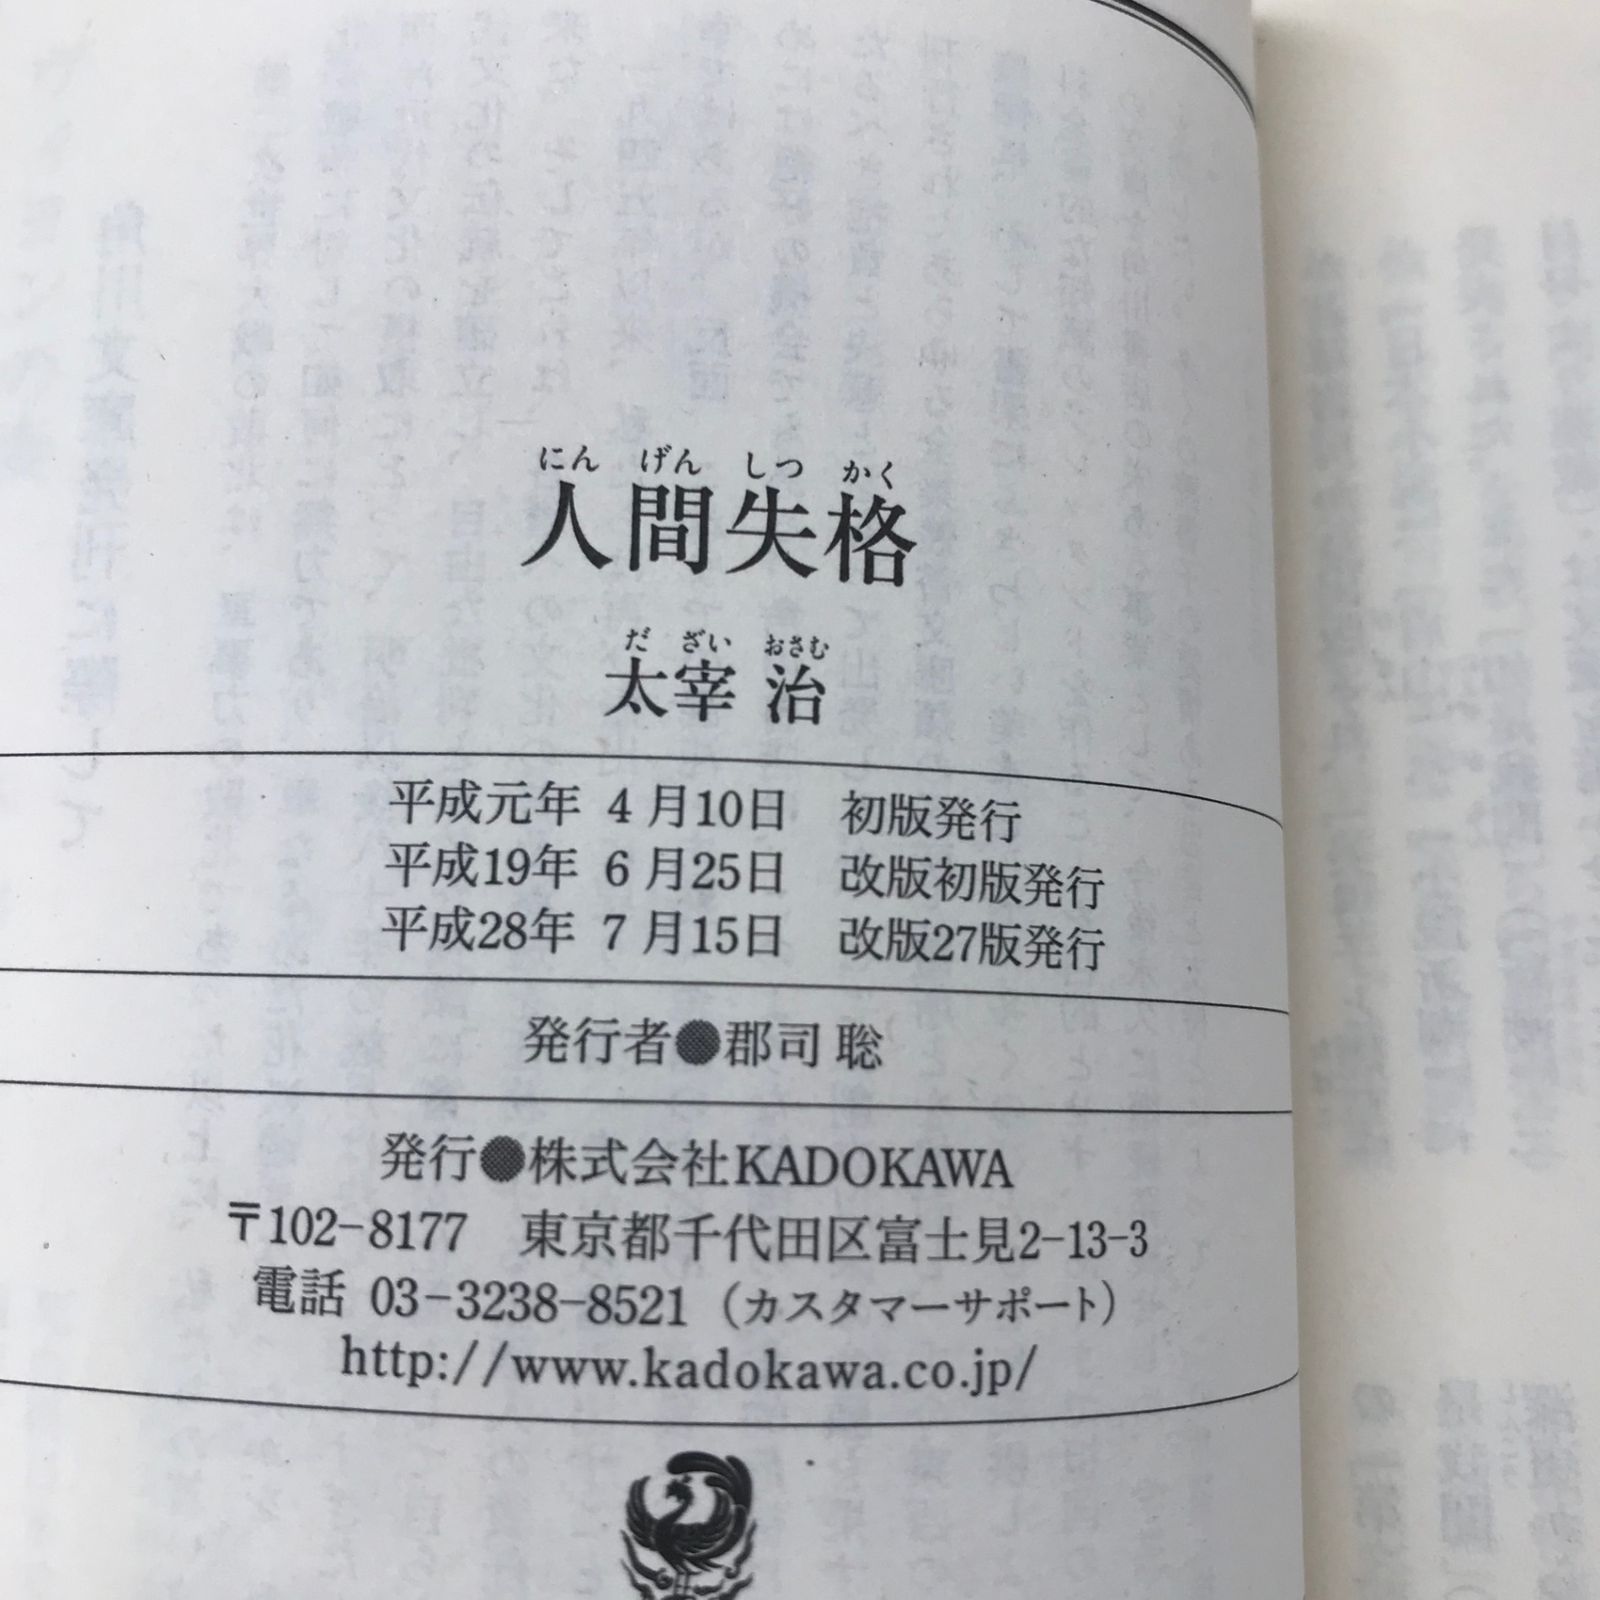 にん げん しつ かく
人間失格
だ ざい おさむ
太宰 治
平成元年 4月10日 初版発行
平成19年 6月25日 改版初版発行
平成28年 7月15日 改版27版発行
発行者●郡司 聡
発行●株式会社KADOKAWA
〒102-8177 東京都千代田区富士見2-13-3
電話 03-3238-8521（カスタマーサポート）
http://www.kadokawa.co.jp/